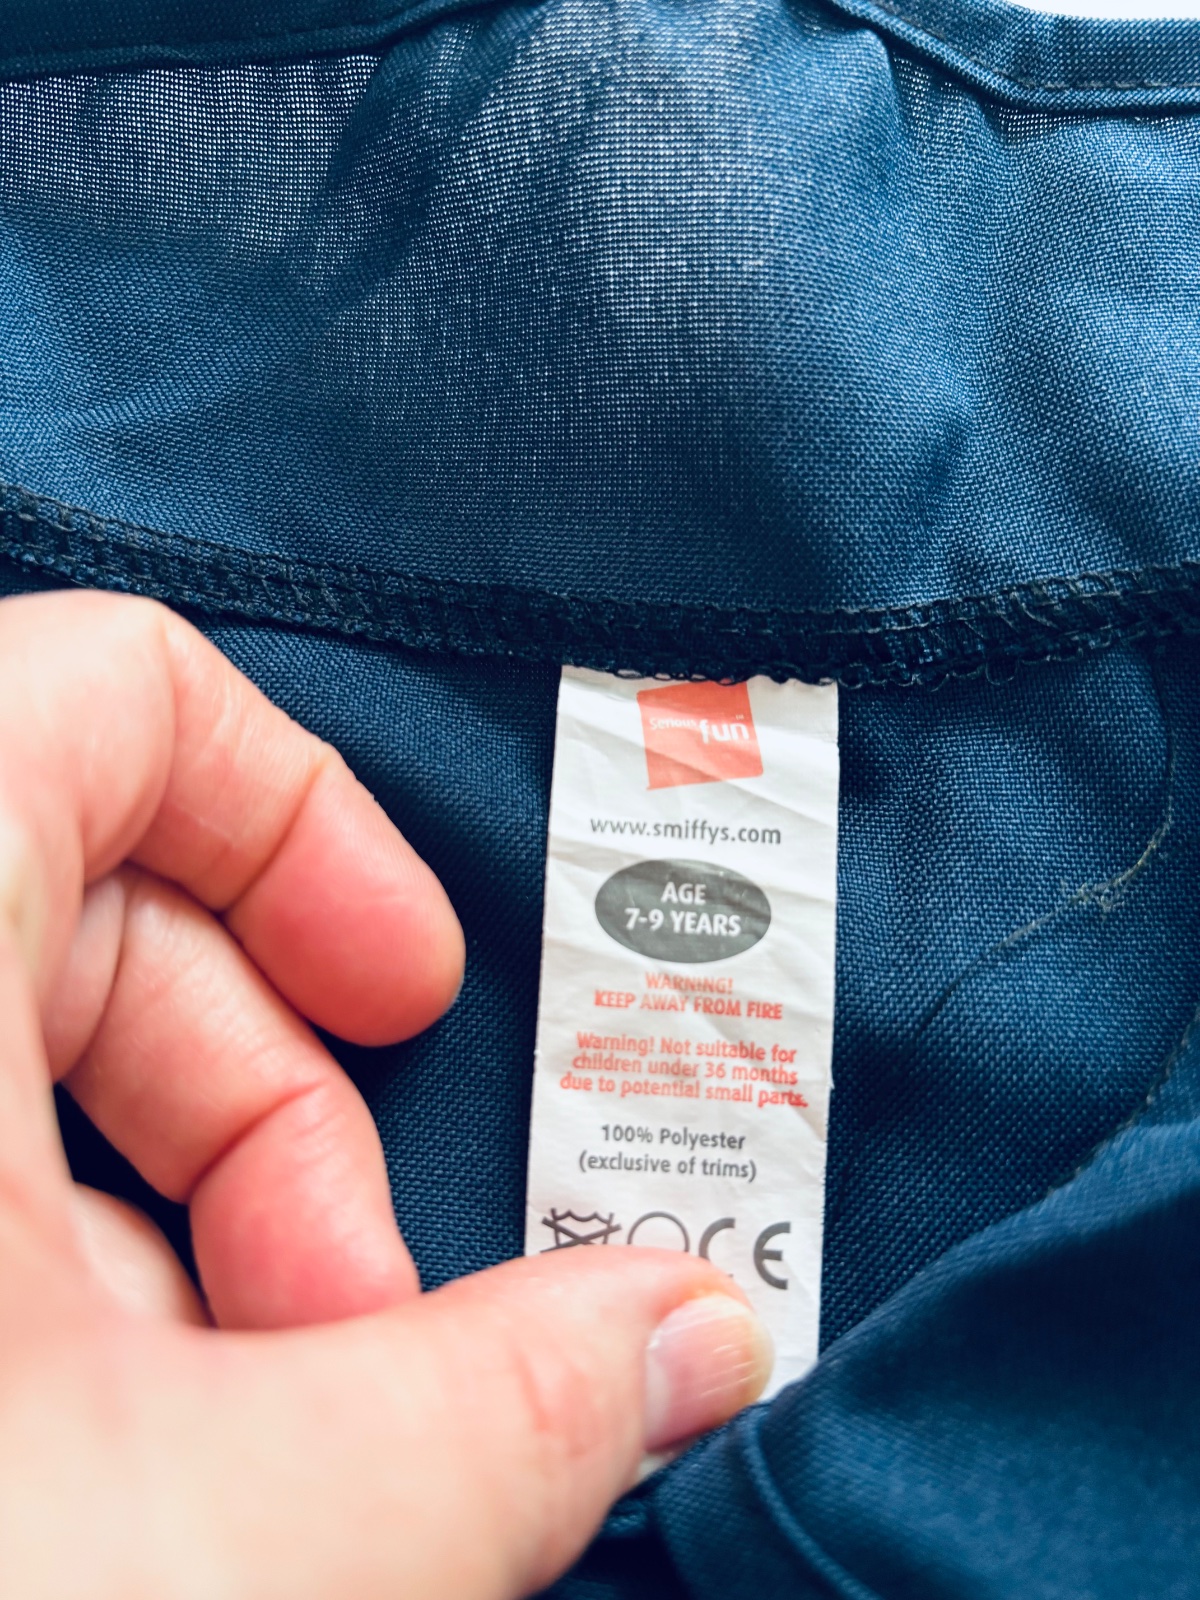 Serious fun
www.smiffys.com
AGE
7-9 YEARS
WARNING!
KEEP AWAY FROM FIRE
Warning! Not suitable for
children under 36 months
due to potential small parts.
100% Polyester
(exclusive of trims)
CE